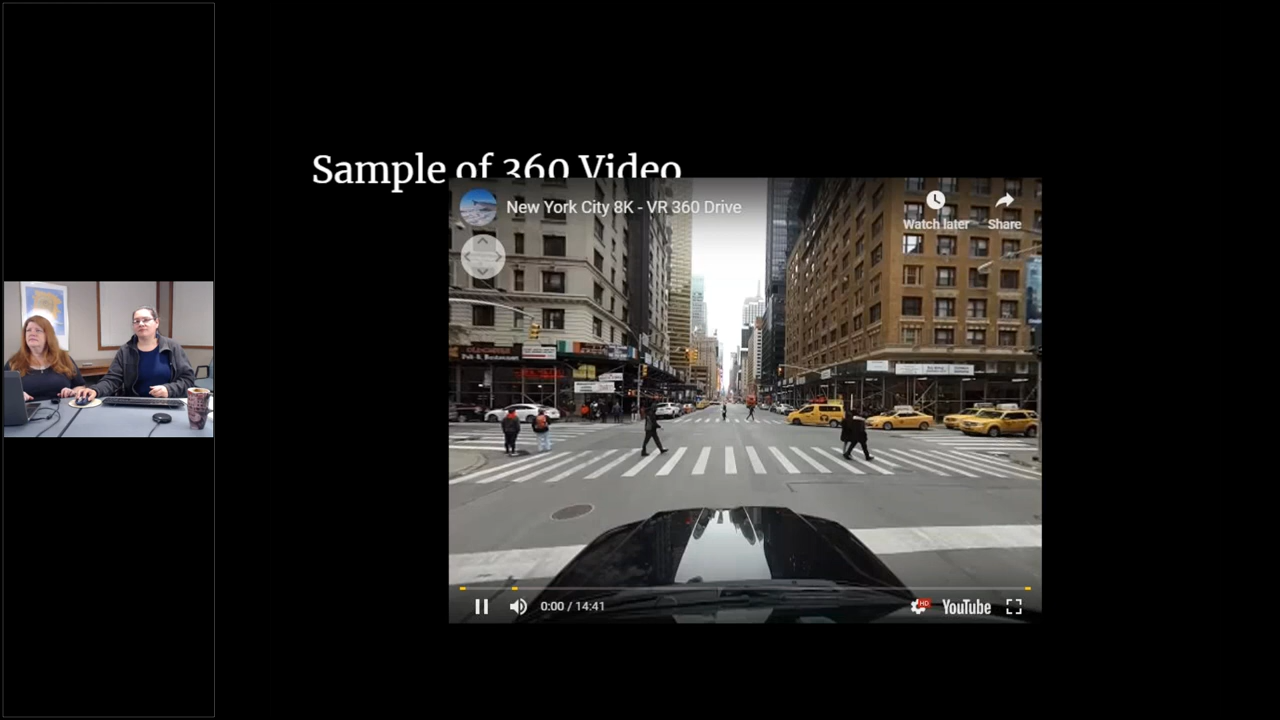 Sample of 360 Video
New York City 8K - VR 360 Drive
Watch later
Share
0:00 / 14:41
HD
YouTube